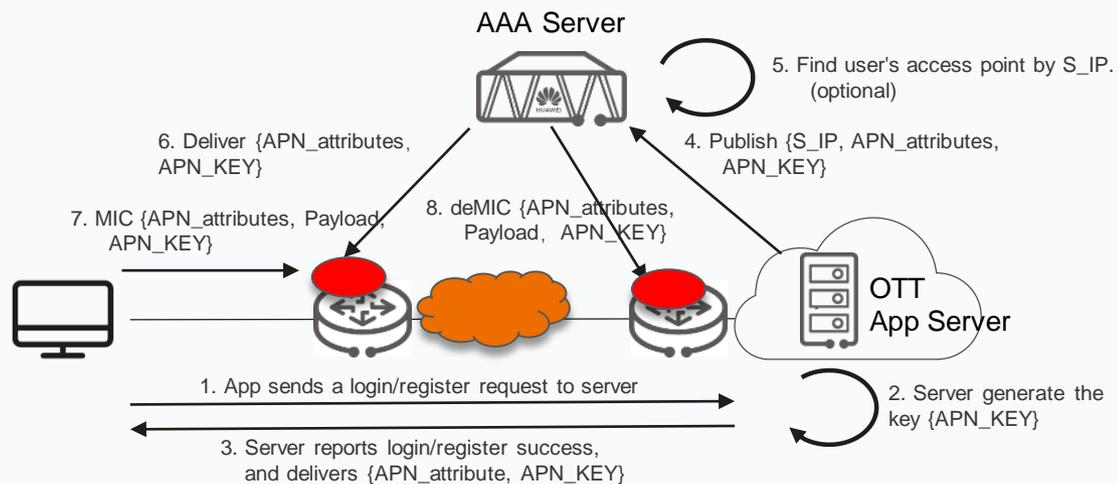 AAA Server
HUAWEI
5. Find user's access point by S_IP.
(optional)
6. Deliver {APN_attributes,
APN_KEY}
4. Publish {S_IP, APN_attributes,
APN_KEY}
7. MIC {APN_attributes, Payload,
APN_KEY}
8. deMIC {APN_attributes,
Payload, APN_KEY}
OTT
App Server
1. App sends a login/register request to server
2. Server generate the
key {APN_KEY}
3. Server reports login/register success,
and delivers {APN_attribute, APN_KEY}